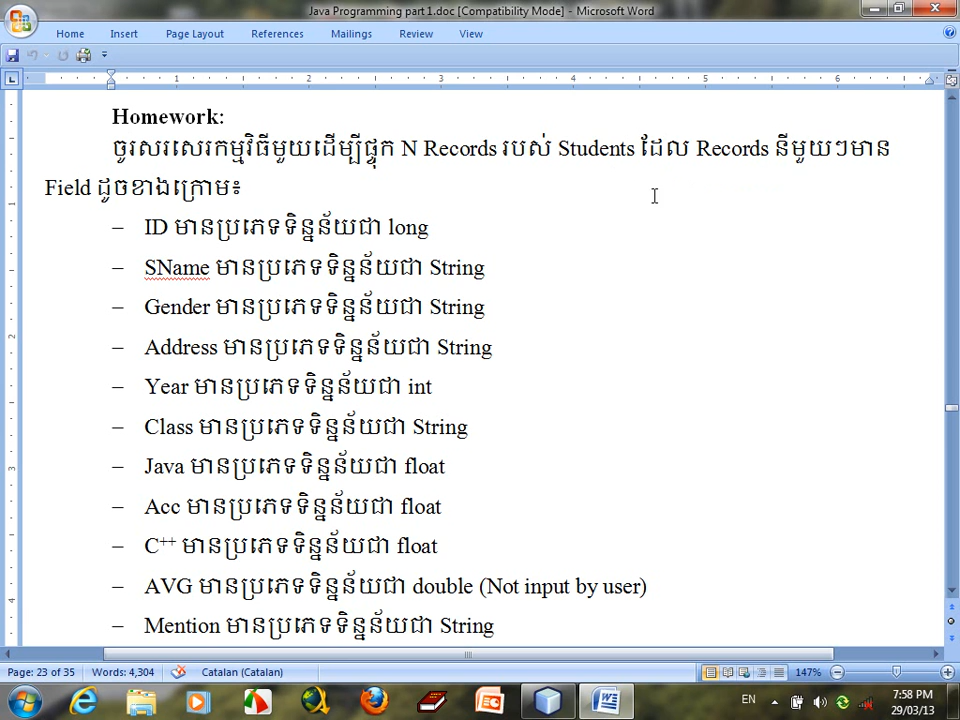 Java Programming part 1.doc [Compatibility Mode] - Microsoft Word
Home Insert Page Layout References Mailings Review View
1 2 3 4 5 6
Homework:
ចូរសរសេរកម្មវិធីមួយដើម្បីផ្ទុក N Records របស់ Students ដែល Records នីមួយៗមាន
Field ដូចខាងក្រោម៖
– ID មានប្រភេទទិន្នន័យជា long
– SName មានប្រភេទទិន្នន័យជា String
– Gender មានប្រភេទទិន្នន័យជា String
– Address មានប្រភេទទិន្នន័យជា String
– Year មានប្រភេទទិន្នន័យជា int
– Class មានប្រភេទទិន្នន័យជា String
– Java មានប្រភេទទិន្នន័យជា float
– Acc មានប្រភេទទិន្នន័យជា float
– C++ មានប្រភេទទិន្នន័យជា float
– AVG មានប្រភេទទិន្នន័យជា double (Not input by user)
– Mention មានប្រភេទទិន្នន័យជា String
Page: 23 of 35 Words: 4,304 Catalan (Catalan) 147%
EN 7:58 PM
29/03/13